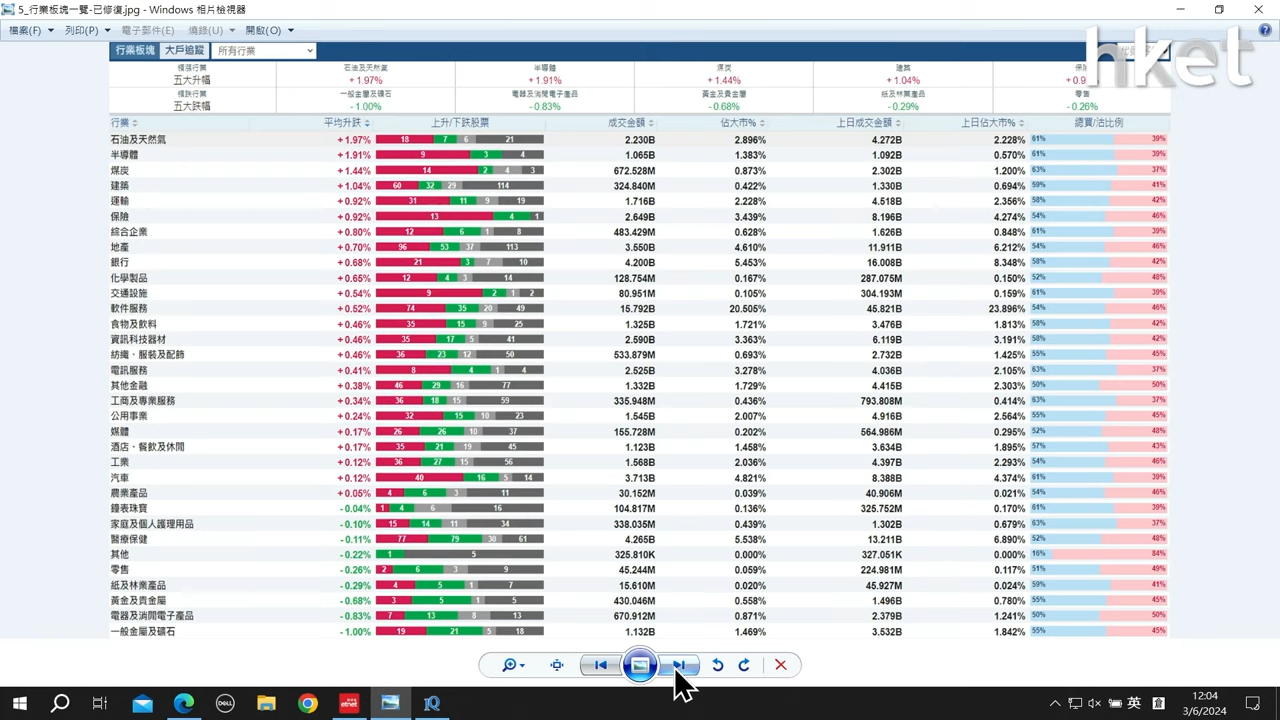 5_行業板塊一覽-已修復.jpg - Windows 相片檢視器
檔案(F) 列印(P) 電子郵件(E) 燒錄(U) 開啟(O)
hket
行業板塊 大戶追蹤 所有行業
領漲行業 石油及天然氣 半導體 煤炭 建築
五大升幅 +1.97% +1.91% +1.44% +1.04%
領跌行業 一般金屬及礦石 電器及消閒電子產品 黃金及貴金屬 紙及林業產品 零售
五大跌幅 -1.00% -0.83% -0.68% -0.29% -0.26%
行業 平均升跌 上升/下跌股票 成交金額 佔大市% 上日成交金額 上日佔大市% 總買/沽比例
石油及天然氣 +1.97% 18 7 6 21 2.230B 2.896% 4.272B 2.228% 61% 39%
半導體 +1.91% 9 3 4 1.065B 1.383% 1.092B 0.570% 61% 39%
煤炭 +1.44% 14 2 4 3 672.528M 0.873% 2.302B 1.200% 63% 37%
建築 +1.04% 60 32 29 114 324.840M 0.422% 1.330B 0.694% 59% 41%
運輸 +0.92% 31 11 9 19 1.716B 2.228% 4.518B 2.356% 58% 42%
保險 +0.92% 13 4 1 2.649B 3.439% 8.196B 4.274% 54% 46%
綜合企業 +0.80% 12 6 1 8 483.429M 0.628% 1.626B 0.848% 61% 39%
地產 +0.70% 96 53 37 113 3.550B 4.610% 11.911B 6.212% 54% 46%
銀行 +0.68% 21 3 7 10 4.200B 5.453% 16.008B 8.348% 58% 42%
化學製品 +0.65% 12 4 3 14 128.754M 0.167% 287.075M 0.150% 52% 48%
交通設施 +0.54% 9 2 1 2 80.951M 0.105% 304.193M 0.159% 61% 39%
軟件服務 +0.52% 74 35 20 49 15.792B 20.505% 45.821B 23.896% 54% 46%
食物及飲料 +0.46% 35 15 9 25 1.325B 1.721% 3.476B 1.813% 58% 42%
資訊科技器材 +0.46% 35 17 5 41 2.590B 3.363% 6.119B 3.191% 58% 42%
紡織、服裝及配飾 +0.46% 36 23 12 50 533.879M 0.693% 2.732B 1.425% 55% 45%
電訊服務 +0.41% 8 4 1 4 2.525B 3.278% 4.036B 2.105% 63% 37%
其他金融 +0.38% 46 29 16 77 1.332B 1.729% 4.415B 2.303% 50% 50%
工商及專業服務 +0.34% 36 18 15 59 335.948M 0.436% 793.808M 0.414% 63% 37%
公用事業 +0.24% 32 15 10 23 1.545B 2.007% 4.916B 2.564% 55% 45%
媒體 +0.17% 26 26 10 37 155.728M 0.202% 564.986M 0.295% 52% 48%
酒店、餐飲及休閒 +0.17% 35 21 19 45 1.123B 1.458% 3.634B 1.895% 57% 43%
工業 +0.12% 36 27 15 56 1.568B 2.036% 4.397B 2.293% 54% 46%
汽車 +0.12% 40 16 5 14 3.713B 4.821% 8.388B 4.374% 61% 39%
農業產品 +0.05% 4 6 3 11 30.152M 0.039% 40.906M 0.021% 54% 46%
鐘表珠寶 -0.04% 1 4 6 16 104.817M 0.136% 325.752M 0.170% 61% 39%
家庭及個人護理用品 -0.10% 15 14 11 34 338.035M 0.439% 1.302B 0.679% 63% 37%
醫療保健 -0.11% 77 79 30 61 4.265B 5.538% 13.211B 6.890% 52% 48%
其他 -0.22% 1 5 325.810K 0.000% 327.051K 0.000% 16% 84%
零售 -0.26% 2 6 3 9 45.244M 0.059% 224.981M 0.117% 51% 49%
紙及林業產品 -0.29% 4 5 1 7 15.610M 0.020% 45.927M 0.024% 59% 41%
黃金及貴金屬 -0.68% 3 5 1 5 430.046M 0.558% 1.496B 0.780% 55% 45%
電器及消閒電子產品 -0.83% 7 13 8 13 670.912M 0.871% 2.379B 1.241% 50% 50%
一般金屬及礦石 -1.00% 19 21 5 18 1.132B 1.469% 3.532B 1.842% 55% 45%
DELL etnet IQ 英 12:04
3/6/2024